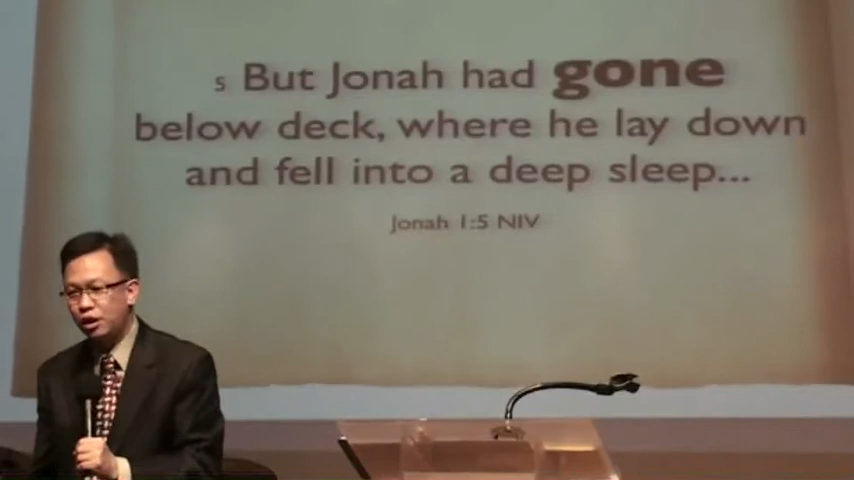 5 But Jonah had gone
below deck, where he lay down
and fell into a deep sleep...
Jonah 1:5 NIV